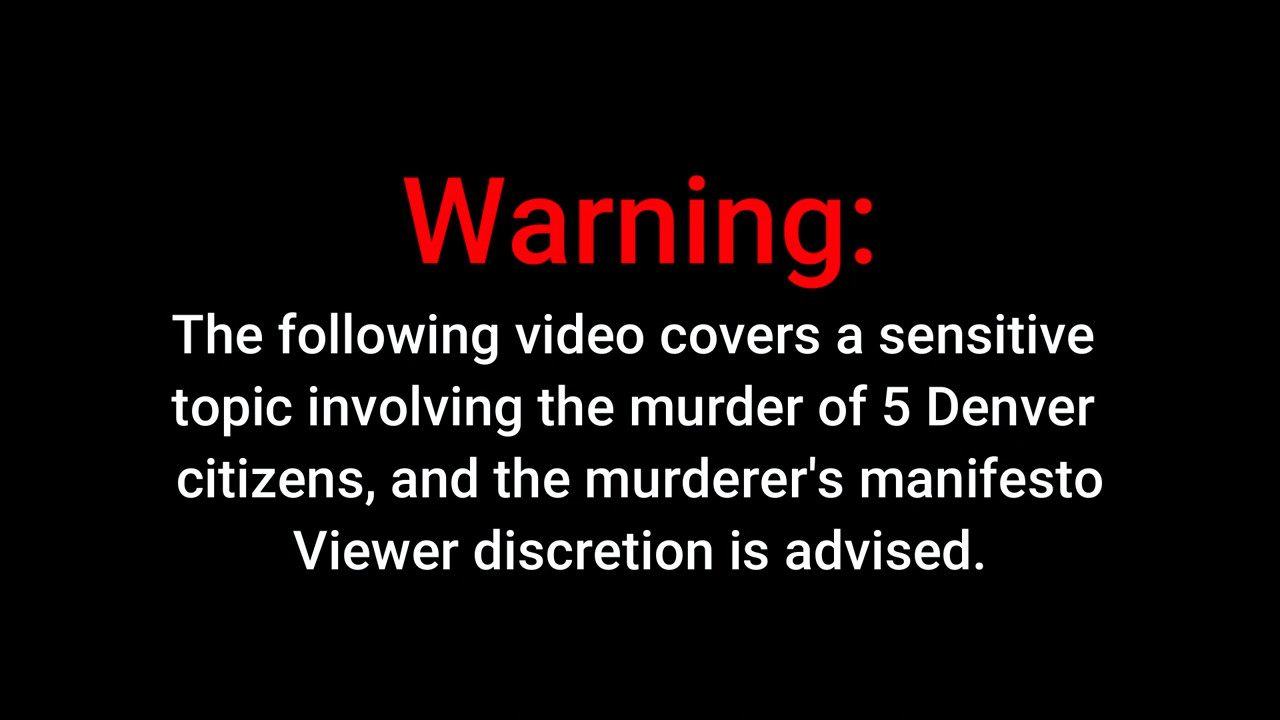 Warning:
The following video covers a sensitive
topic involving the murder of 5 Denver
citizens, and the murderer's manifesto
Viewer discretion is advised.